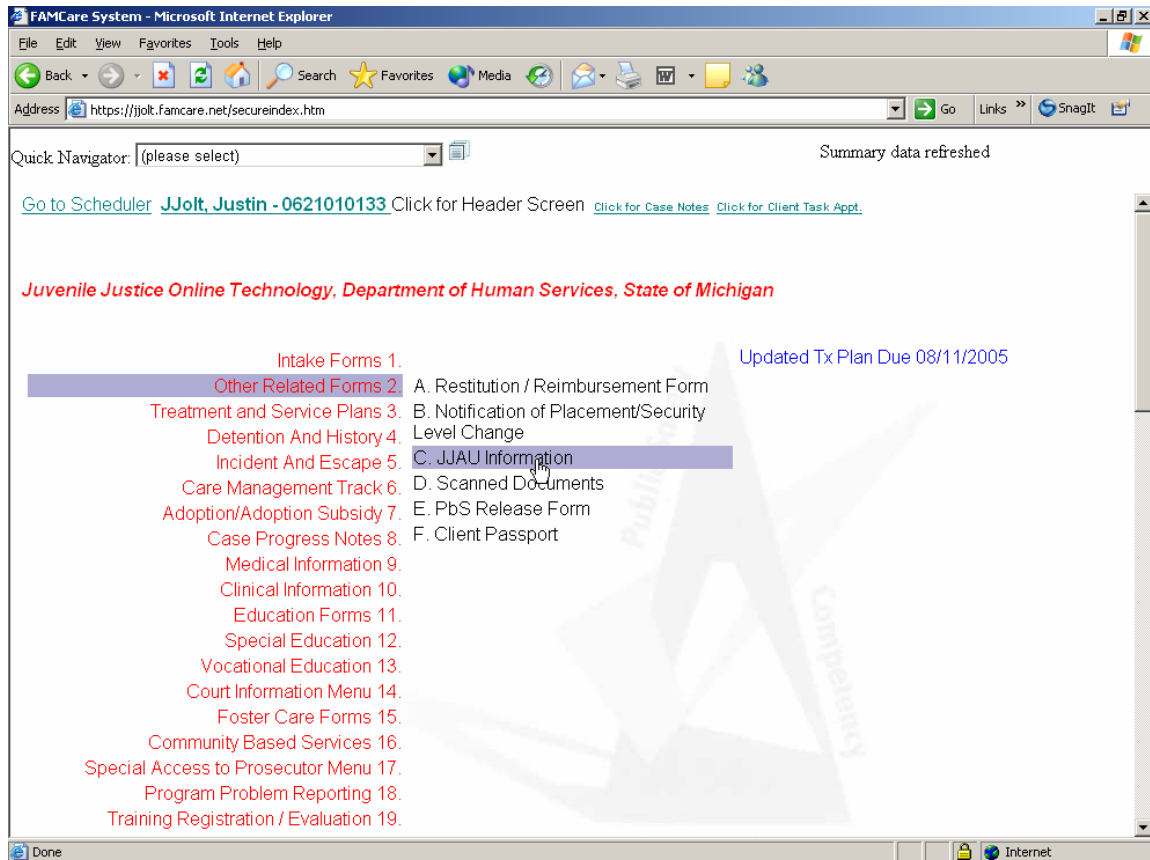 FAMCare System - Microsoft Internet Explorer
File Edit View Favorites Tools Help
Back Search Favorites Media
Address https://jjolt.famcare.net/secureindex.htm Go Links » SnagIt
Quick Navigator: (please select) Summary data refreshed
Go to Scheduler JJolt, Justin - 0621010133 Click for Header Screen Click for Case Notes Click for Client Task Appt.
Juvenile Justice Online Technology, Department of Human Services, State of Michigan
Updated Tx Plan Due 08/11/2005
Intake Forms 1.
Other Related Forms 2.
Treatment and Service Plans 3.
Detention And History 4.
Incident And Escape 5.
Care Management Track 6.
Adoption/Adoption Subsidy 7.
Case Progress Notes 8.
Medical Information 9.
Clinical Information 10.
Education Forms 11.
Special Education 12.
Vocational Education 13.
Court Information Menu 14.
Foster Care Forms 15.
Community Based Services 16.
Special Access to Prosecutor Menu 17.
Program Problem Reporting 18.
Training Registration / Evaluation 19.
A. Restitution / Reimbursement Form
B. Notification of Placement/Security
Level Change
C. JJAU Information
D. Scanned Documents
E. PbS Release Form
F. Client Passport
Public Safety
Competency
Done Internet